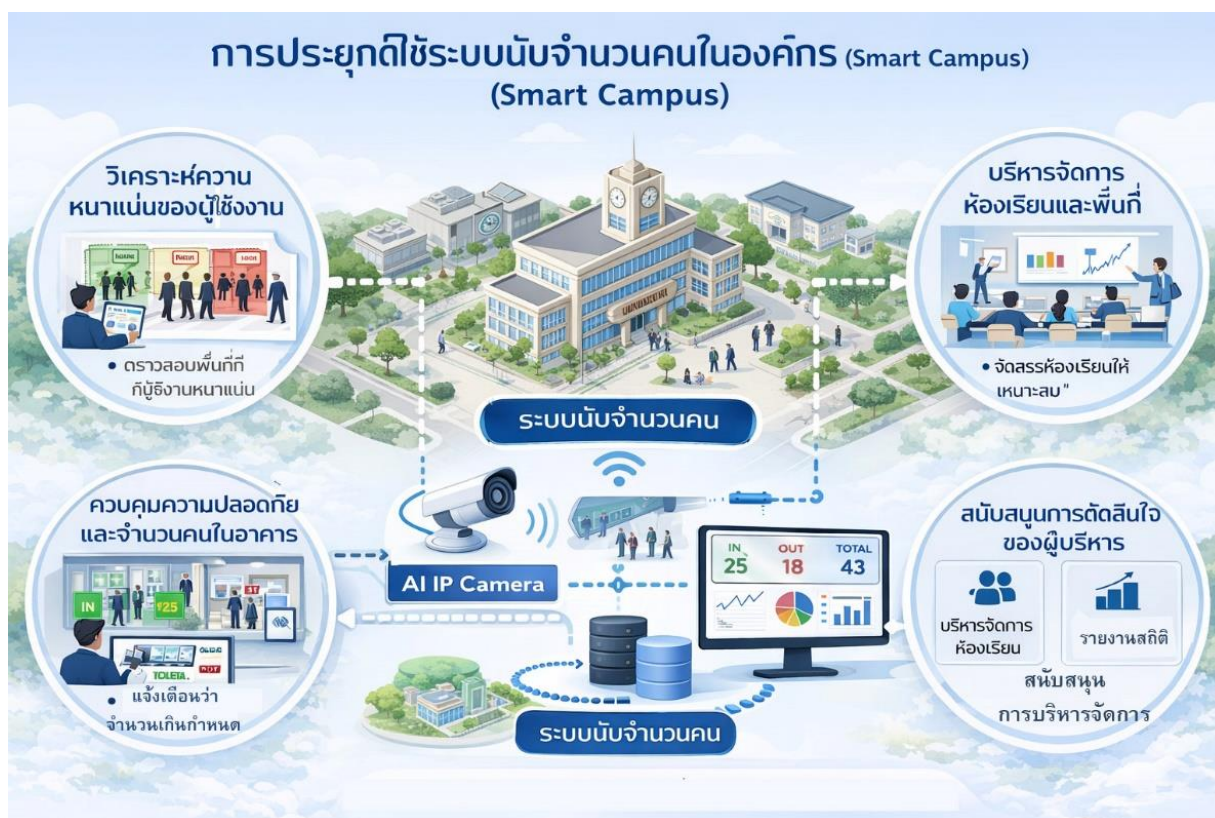 การประยุกต์ใช้ระบบนับจำนวนคนในองค์กร (Smart Campus)
(Smart Campus)
วิเคราะห์ควาน
หนาแน่นของนู้ใช้งงาน
• ตราวสอบพื่นที่กี
กีบู้ธิงานหนาแน่น
บรีหารจัดการ
ห้องเรียนและพื้นกี่
• จัดสรรห้องเรียนให้
เหนาะสบ"
ระบบนับจำนวนคน
ควบคุมความปลอดกัย
และจำนวนคนในอาคาร
IN
• แจ้งเตือนว่า
จำนวนเกินกำหนด
AI IP Camera
IN
OUT
TOTAL
25
18
43
สนับสนูนการตัดสีนใจ
ของผู้บรีหาร
บรีหารจัดการ
ห้องเรียน
รายงานสถิติ
สนับสนุน
การบริหารจัดการ
ระบบนับจำนวนคน